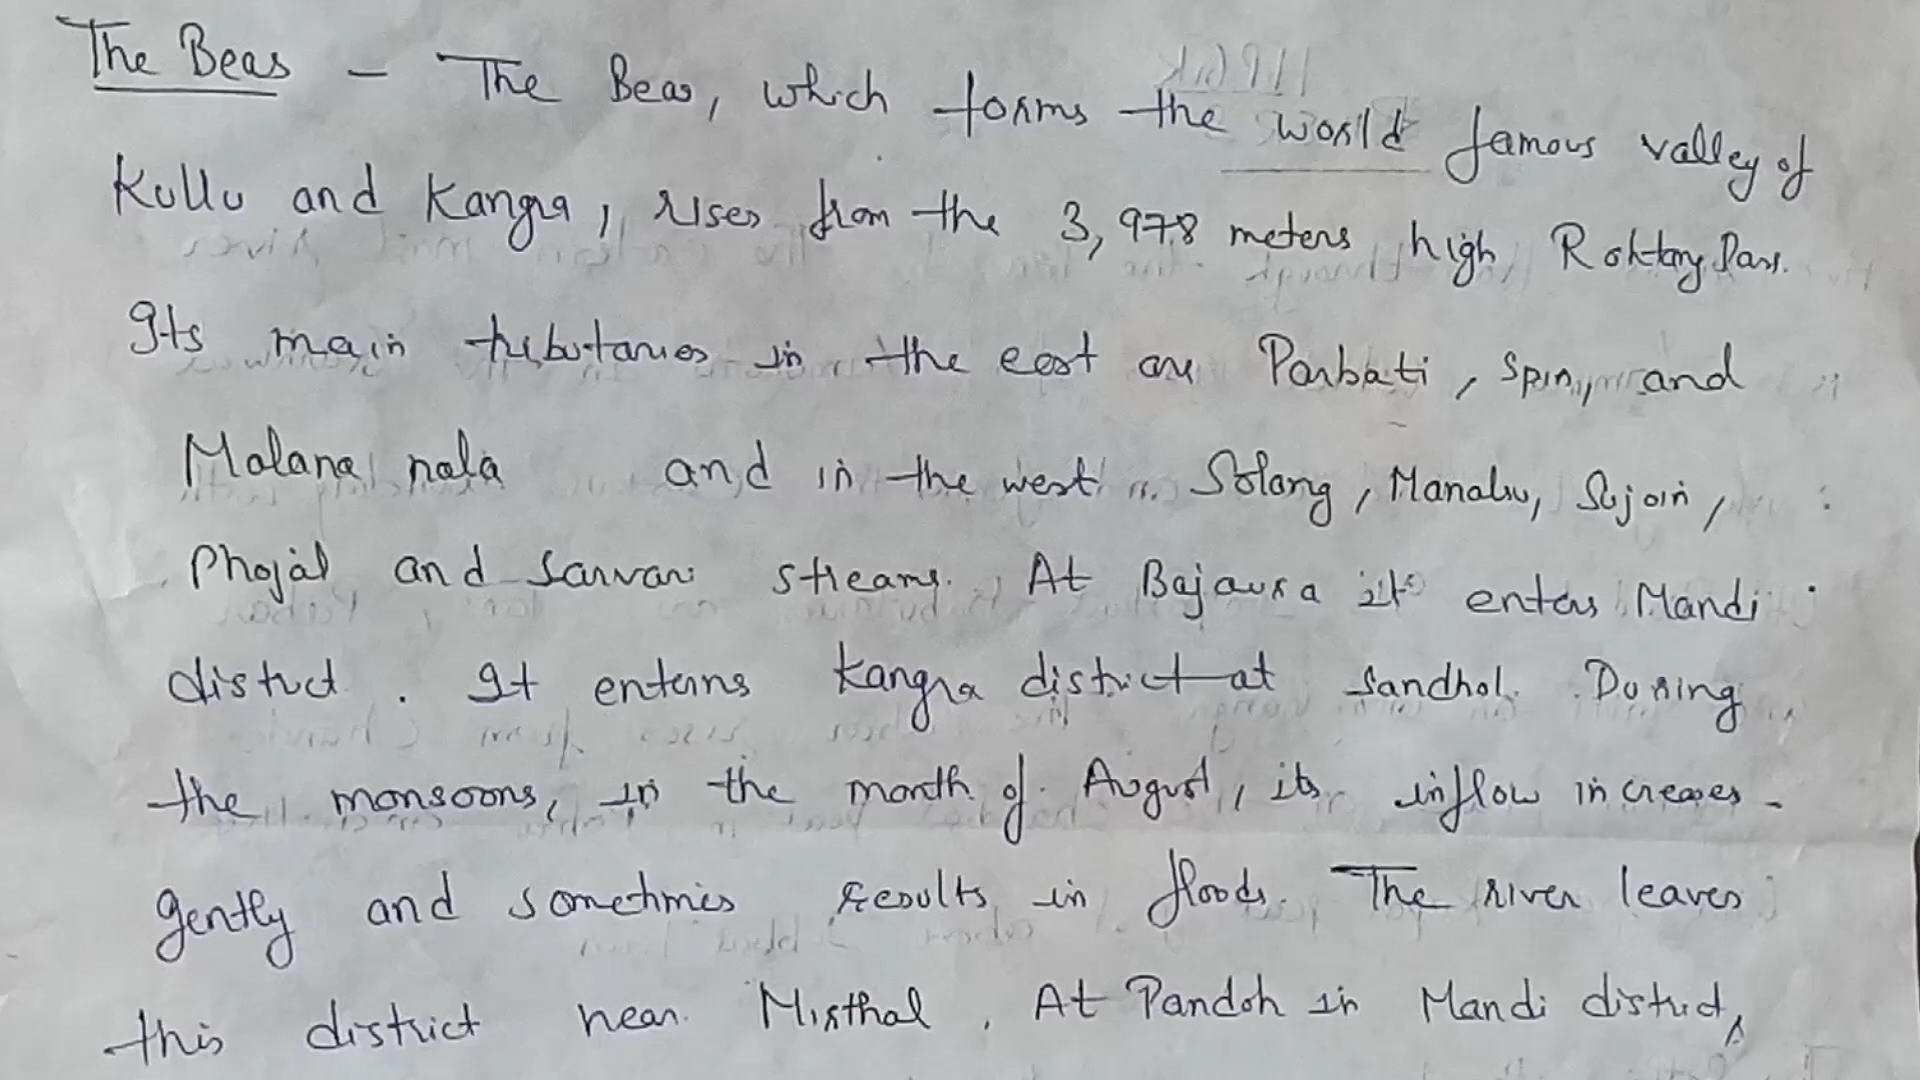 The Beas - The Beas, which forms the world famous valley of
Kullu and Kangra, rises from the 3,978 meters high Rohtang Pass.
Its main tributaries in the east are Parbati, Spin, and
Malana nala and in the west Solang, Manalsu, Sujoin,
Phojal and Sarvari streams. At Bajaura it enters Mandi
district. It enterns Kangra district at Sandhol. During
the monsoons, in the month of August, its inflow increases
gently and sometimes results in floods. The river leaves
this district near Mirthal. At Pandoh in Mandi district,